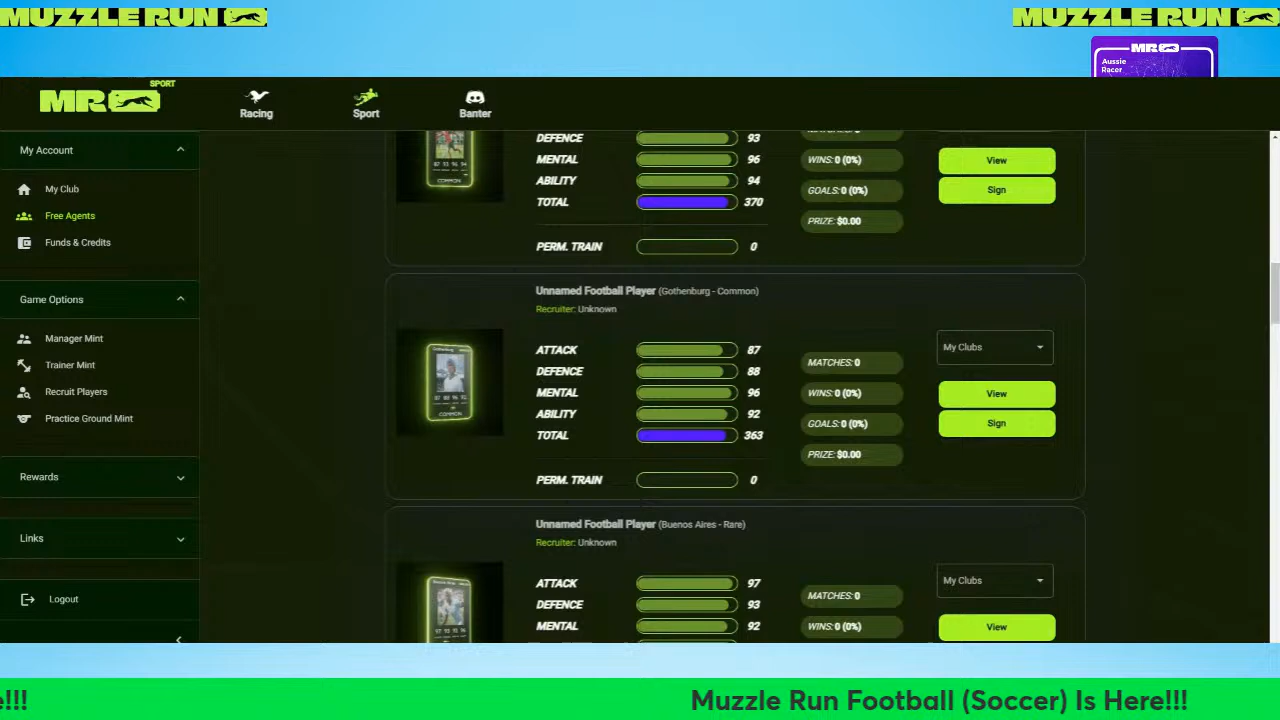 MUZZLE RUN
MUZZLE RUN
MR
Aussie
Racer
MR
SPORT
Racing
Sport
Banter
My Account
My Club
Free Agents
Funds & Credits
Game Options
Manager Mint
Trainer Mint
Recruit Players
Practice Ground Mint
Rewards
Links
Logout
DEFENCE 93
MENTAL 96
ABILITY 94
TOTAL 370
PERM. TRAIN 0
WINS: 0 (0%)
GOALS: 0 (0%)
PRIZE: $0.00
View
Sign
COMMON
Unnamed Football Player (Gothenburg - Common)
Recruiter: Unknown
ATTACK 87
DEFENCE 88
MENTAL 96
ABILITY 92
TOTAL 363
PERM. TRAIN 0
MATCHES: 0
WINS: 0 (0%)
GOALS: 0 (0%)
PRIZE: $0.00
My Clubs
View
Sign
COMMON
Unnamed Football Player (Buenos Aires - Rare)
Recruiter: Unknown
ATTACK 97
DEFENCE 93
MENTAL 92
MATCHES: 0
WINS: 0 (0%)
My Clubs
View
e!!!
Muzzle Run Football (Soccer) Is Here!!!